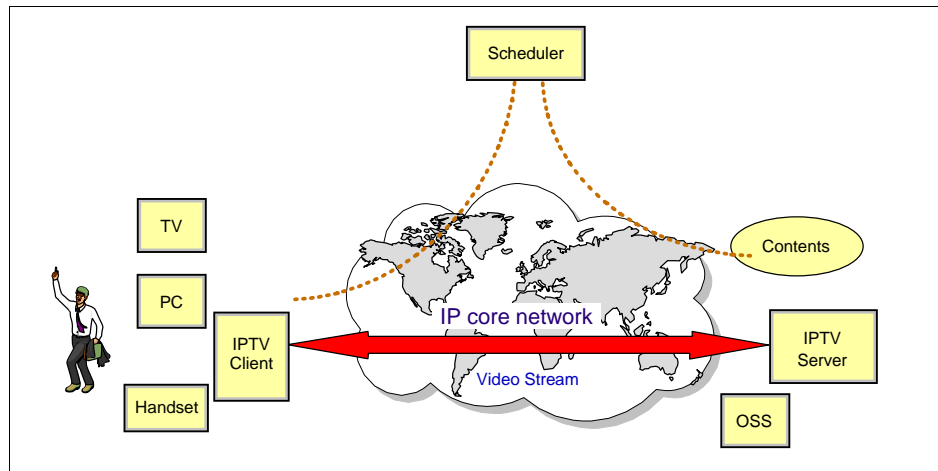 Scheduler
TV
Contents
PC
IP core network
IPTV
Client
IPTV
Server
Video Stream
Handset
OSS